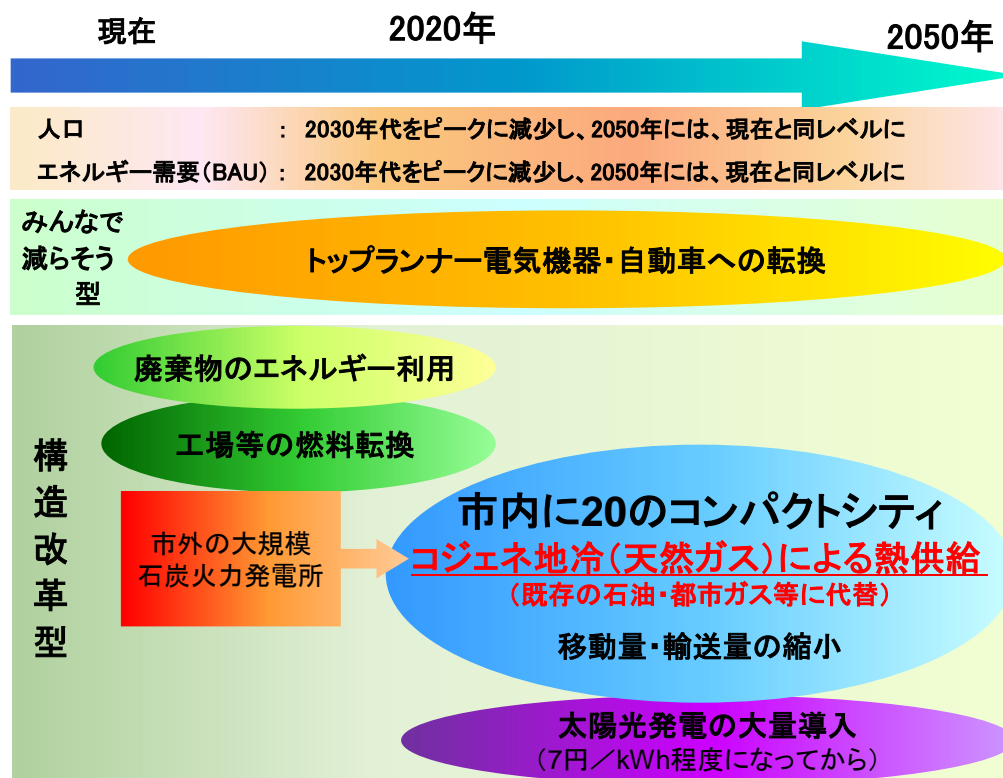 現在
2020年
2050年
人口 : 2030年代をピークに減少し、2050年には、現在と同レベルに
エネルギー需要(BAU) : 2030年代をピークに減少し、2050年には、現在と同レベルに
みんなで
減らそう
型
トップランナー電気機器・自動車への転換
構造改革型
廃棄物のエネルギー利用
工場等の燃料転換
市外の大規模
石炭火力発電所
市内に20のコンパクトシティ
コジェネ地冷(天然ガス)による熱供給
(既存の石油・都市ガス等に代替)
移動量・輸送量の縮小
太陽光発電の大量導入
(7円/kWh程度になってから)